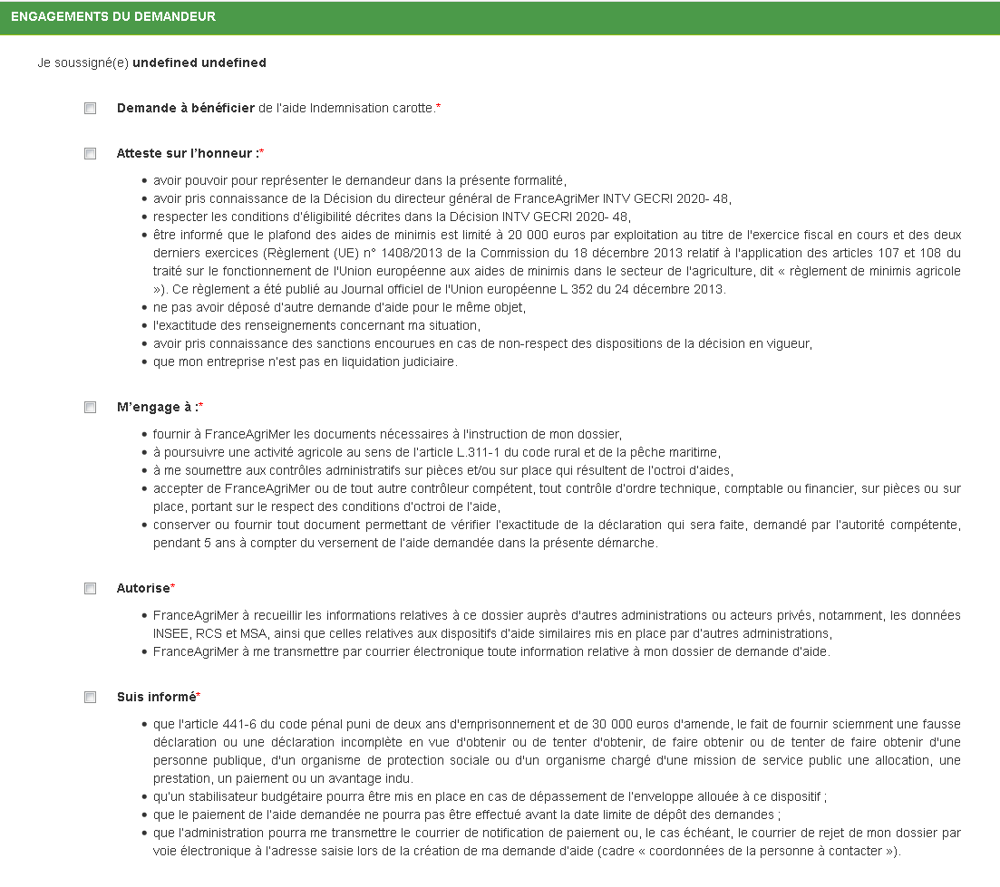 ENGAGEMENTS DU DEMANDEUR
Je soussigné(e) undefined undefined
Demande à bénéficier de l'aide Indemnisation carotte.*
Atteste sur l'honneur :*
• avoir pouvoir pour représenter le demandeur dans la présente formalité,
• avoir pris connaissance de la Décision du directeur général de FranceAgriMer INTV GECRI 2020- 48,
• respecter les conditions d'éligibilité décrites dans la Décision INTV GECRI 2020- 48,
• être informé que le plafond des aides de minimis est limité à 20 000 euros par exploitation au titre de l'exercice fiscal en cours et des deux
derniers exercices (Règlement (UE) n° 1408/2013 de la Commission du 18 décembre 2013 relatif à l'application des articles 107 et 108 du
traité sur le fonctionnement de l'Union européenne aux aides de minimis dans le secteur de l'agriculture, dit « règlement de minimis agricole
»). Ce règlement a été publié au Journal officiel de l'Union européenne L 352 du 24 décembre 2013.
• ne pas avoir déposé d'autre demande d'aide pour le même objet,
• l'exactitude des renseignements concernant ma situation,
• avoir pris connaissance des sanctions encourues en cas de non-respect des dispositions de la décision en vigueur,
• que mon entreprise n'est pas en liquidation judiciaire.
M'engage à :*
• fournir à FranceAgriMer les documents nécessaires à l'instruction de mon dossier,
• à poursuivre une activité agricole au sens de l'article L.311-1 du code rural et de la pêche maritime,
• à me soumettre aux contrôles administratifs sur pièces et/ou sur place qui résultent de l'octroi d'aides,
• accepter de FranceAgriMer ou de tout autre contrôleur compétent, tout contrôle d'ordre technique, comptable ou financier, sur pièces ou sur
place, portant sur le respect des conditions d'octroi de l'aide,
• conserver ou fournir tout document permettant de vérifier l'exactitude de la déclaration qui sera faite, demandé par l'autorité compétente,
pendant 5 ans à compter du versement de l'aide demandée dans la présente démarche.
Autorise*
• FranceAgriMer à recueillir les informations relatives à ce dossier auprès d'autres administrations ou acteurs privés, notamment, les données
INSEE, RCS et MSA, ainsi que celles relatives aux dispositifs d'aide similaires mis en place par d'autres administrations,
• FranceAgriMer à me transmettre par courrier électronique toute information relative à mon dossier de demande d'aide.
Suis informé*
• que l'article 441-6 du code pénal puni de deux ans d'emprisonnement et de 30 000 euros d'amende, le fait de fournir sciemment une fausse
déclaration ou une déclaration incomplète en vue d'obtenir ou de tenter d'obtenir, de faire obtenir ou de tenter de faire obtenir d'une
personne publique, d'un organisme de protection sociale ou d'un organisme chargé d'une mission de service public une allocation, une
prestation, un paiement ou un avantage indu.
• qu'un stabilisateur budgétaire pourra être mis en place en cas de dépassement de l'enveloppe allouée à ce dispositif ;
• que le paiement de l'aide demandée ne pourra pas être effectué avant la date limite de dépôt des demandes ;
• que l'administration pourra me transmettre le courrier de notification de paiement ou, le cas échéant, le courrier de rejet de mon dossier par
voie électronique à l'adresse saisie lors de la création de ma demande d'aide (cadre « coordonnées de la personne à contacter »).